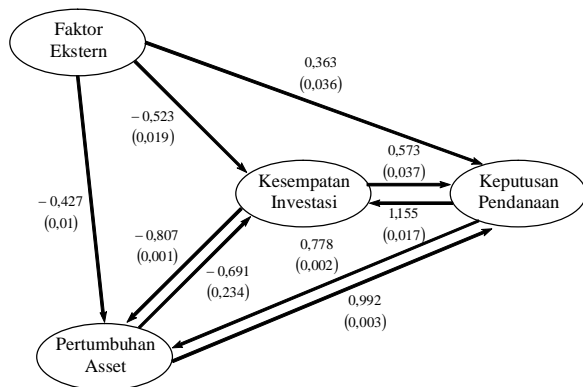 Faktor
Ekstern
0,363
(0,036)
− 0,523
(0,019)
0,573
(0,037)
Kesempatan
Investasi
Keputusan
Pendanaan
− 0,427
(0,01)
− 0,807
(0,001)
0,778
(0,002)
1,155
(0,017)
− 0,691
(0,234)
0,992
(0,003)
Pertumbuhan
Asset